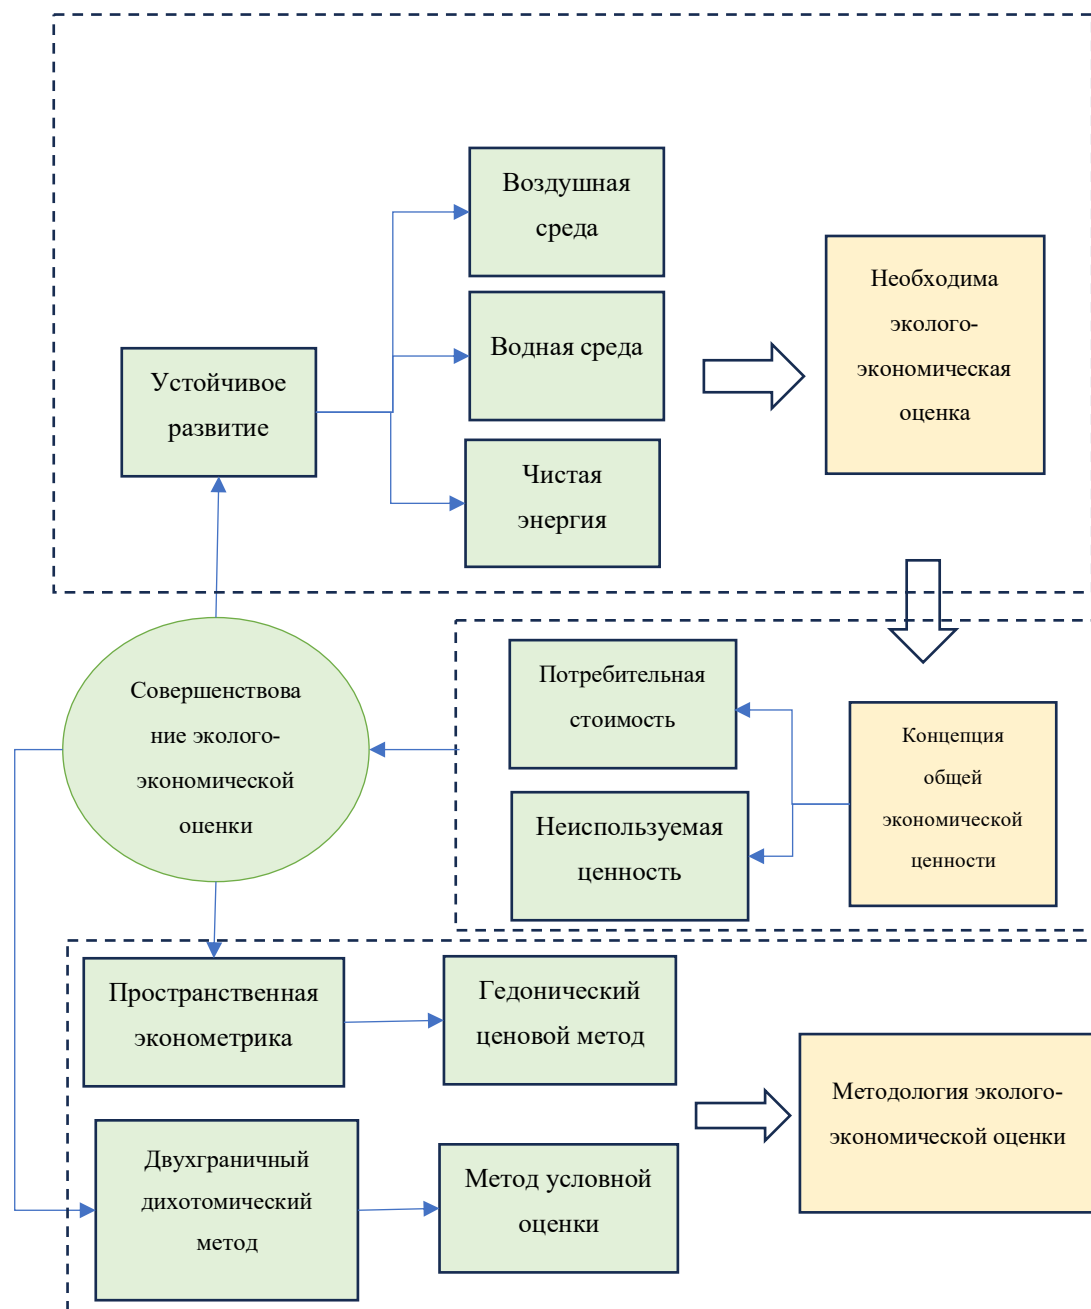 Воздушная
среда
Необходима
эколого-
экономическая
оценка
Водная среда
Устойчивое
развитие
Чистая
энергия
Потребительная
стоимость
Совершенствова
ние эколого-
экономической
оценки
Концепция
общей
экономической
ценности
Неиспользуемая
ценность
Пространственная
эконометрика
Гедонический
ценовой метод
Методология эколого-
экономической оценки
Двухграничный
дихотомический
метод
Метод условной
оценки